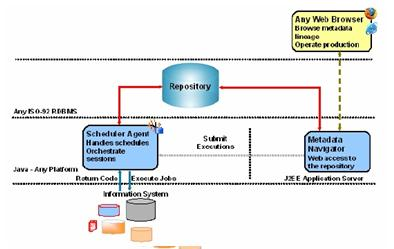 Any Web Browser
Browse metadata
lineage
Operate production
Repository
Any ISO-92 RDBMS
Scheduler Agent
Handles schedules
Orchestrate
sessions
Submit
Executions
Metadata
Navigator
Web access to
the repository
Java - Any Platform
Return Code
Execute Jobs
J2EE Application Server
Information System